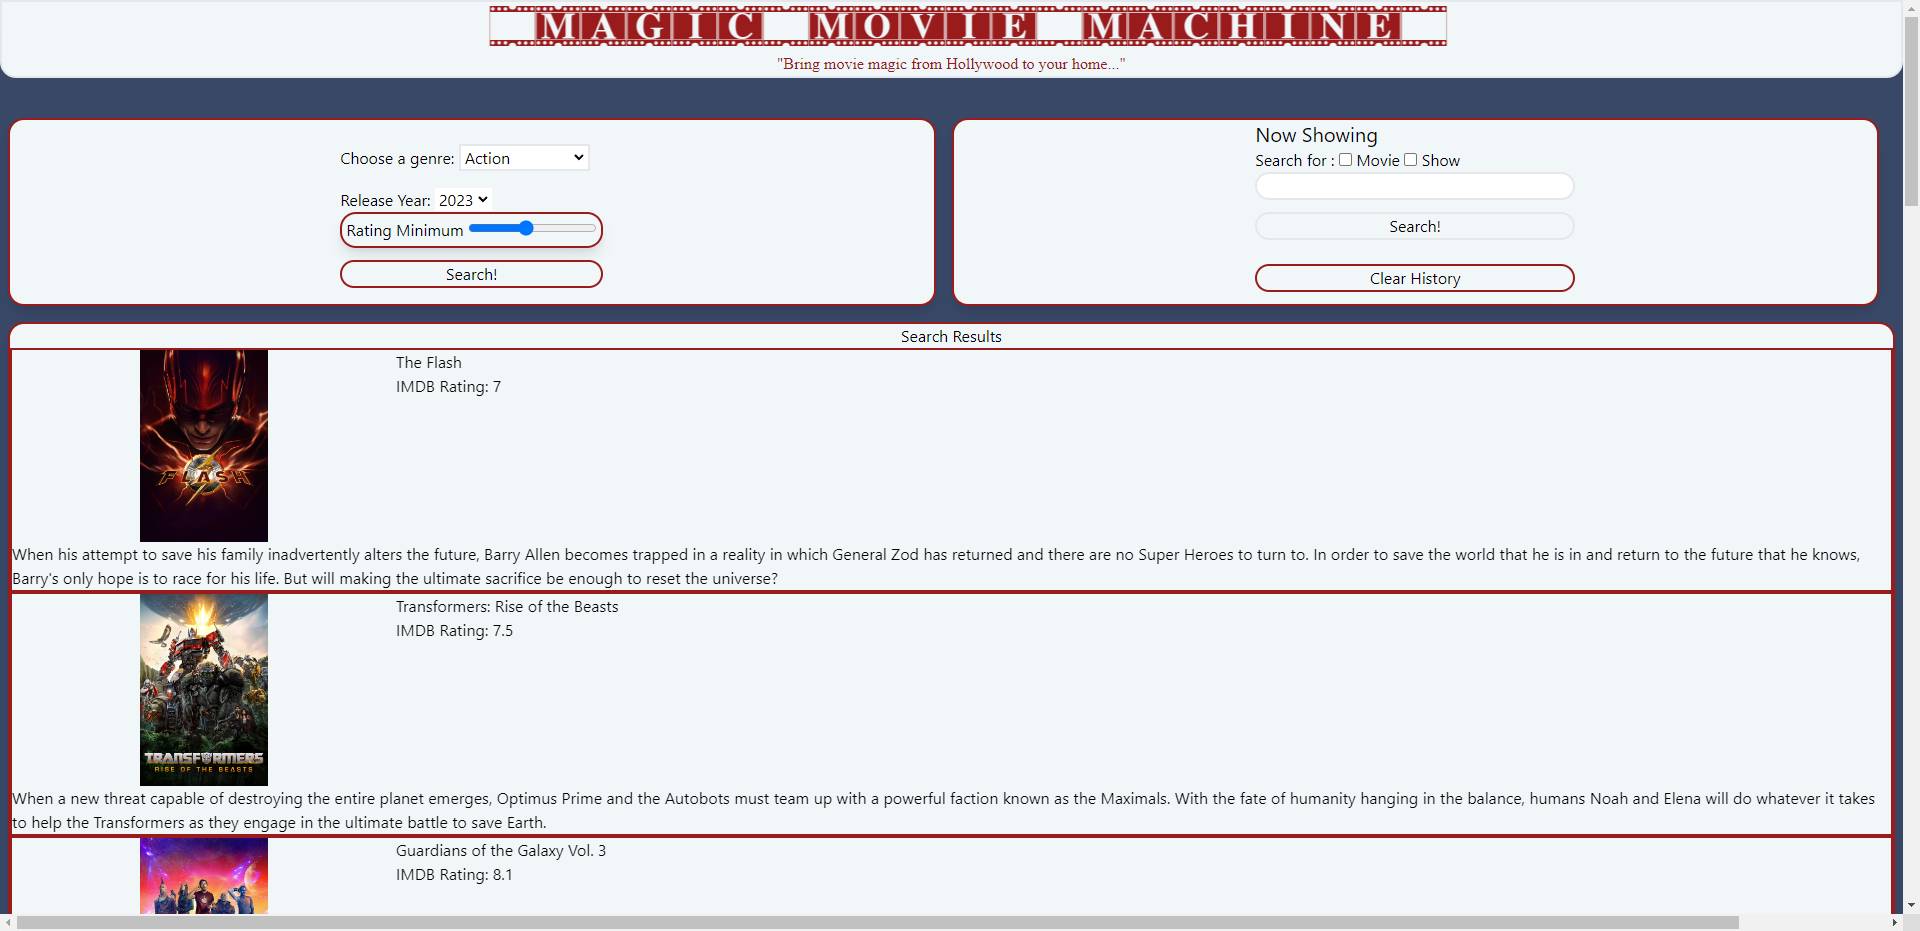 MAGIC MOVIE MACHINE
"Bring movie magic from Hollywood to your home..."
Choose a genre: Action
Release Year: 2023
Rating Minimum
Search!
Now Showing
Search for : Movie Show
Search!
Clear History
Search Results
The Flash
IMDB Rating: 7
FLASH
When his attempt to save his family inadvertently alters the future, Barry Allen becomes trapped in a reality in which General Zod has returned and there are no Super Heroes to turn to. In order to save the world that he is in and return to the future that he knows,
Barry's only hope is to race for his life. But will making the ultimate sacrifice be enough to reset the universe?
Transformers: Rise of the Beasts
IMDB Rating: 7.5
TRANSFORMERS
RISE OF THE BEASTS
When a new threat capable of destroying the entire planet emerges, Optimus Prime and the Autobots must team up with a powerful faction known as the Maximals. With the fate of humanity hanging in the balance, humans Noah and Elena will do whatever it takes
to help the Transformers as they engage in the ultimate battle to save Earth.
Guardians of the Galaxy Vol. 3
IMDB Rating: 8.1